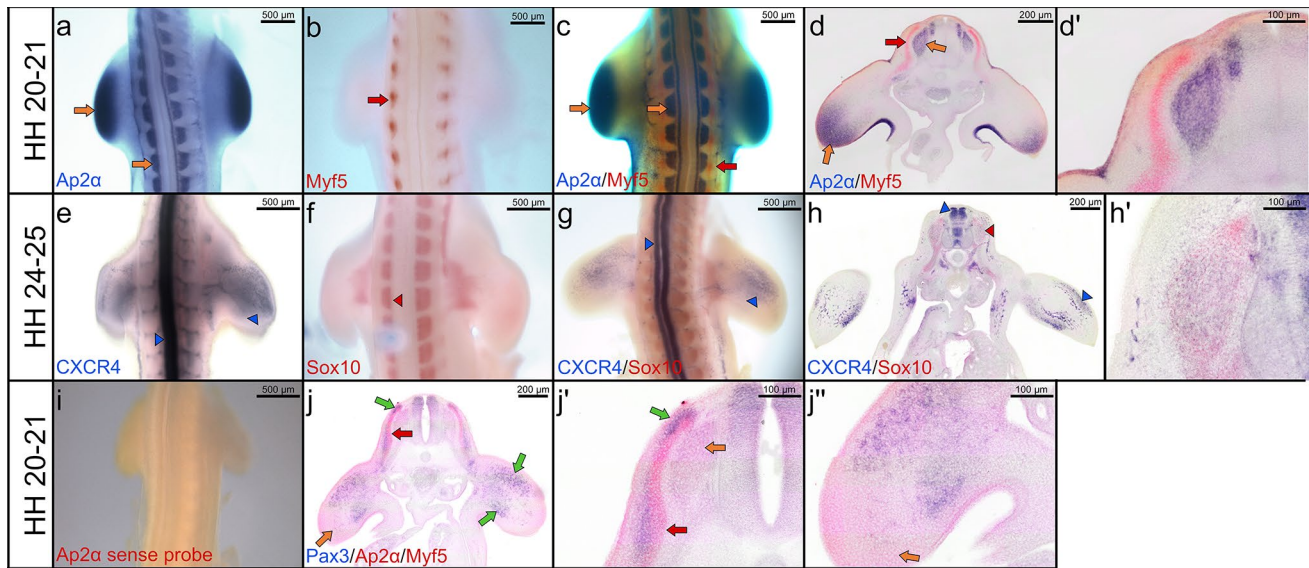 HH 20-21
a
500 µm
Ap2α
b
500 µm
Myf5
c
500 µm
Ap2α/Myf5
d
200 µm
Ap2α/Myf5
d'
100 µm
HH 24-25
e
500 µm
CXCR4
f
500 µm
Sox10
g
500 µm
CXCR4/Sox10
h
200 µm
CXCR4/Sox10
h'
100 µm
HH 20-21
i
500 µm
Ap2α sense probe
j
200 µm
Pax3/Ap2α/Myf5
j'
100 µm
j"
100 µm